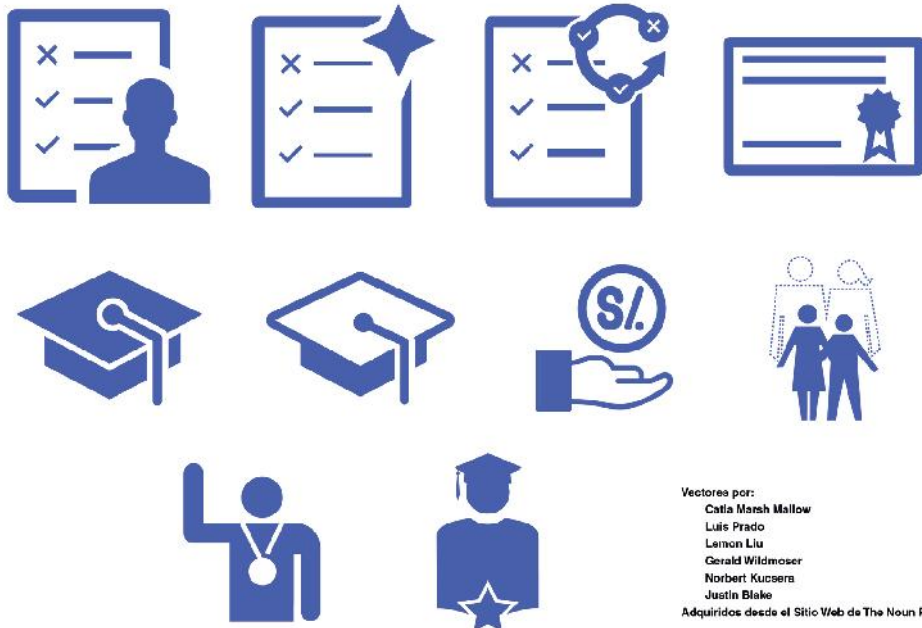 S/.
Vectores por:
Catia Marsh Mallow
Luis Prado
Lemon Liu
Gerald Wildmoser
Norbert Kucsera
Justin Blake
Adquiridos desde el Sitio Web de The Noun P